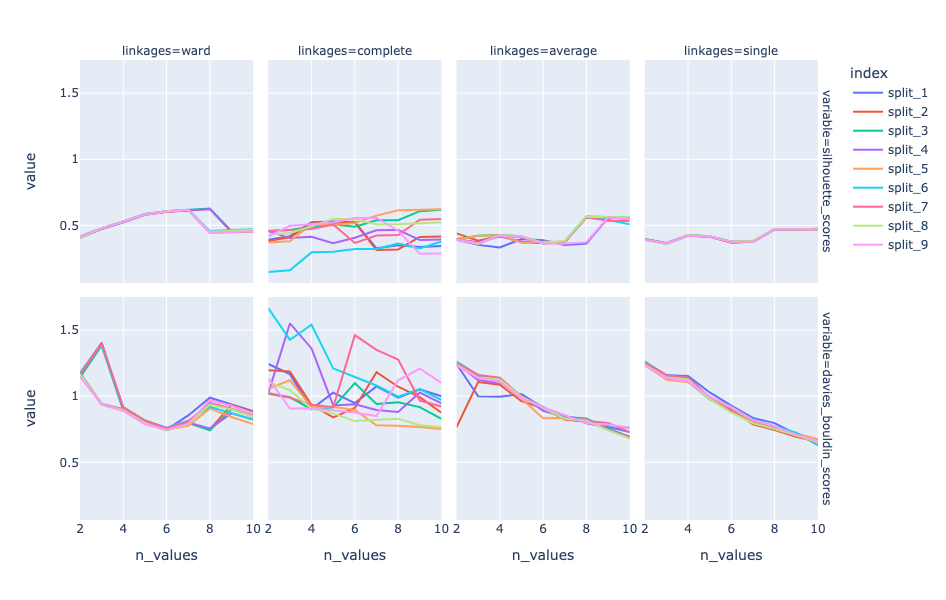 linkages=ward
linkages=complete
linkages=average
linkages=single
index
split_1
split_2
split_3
split_4
split_5
split_6
split_7
split_8
split_9
value
1.5
1
0.5
variable=silhouette_scores
value
1.5
1
0.5
variable=davies_bouldin_scores
2 4 6 8 10
2 4 6 8 10
2 4 6 8 10
2 4 6 8 10
n_values
n_values
n_values
n_values